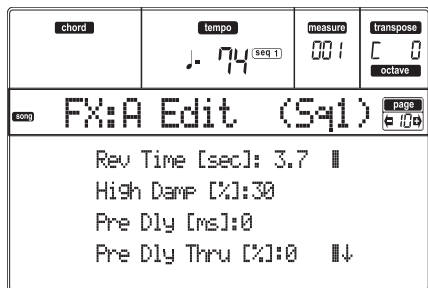 chord tempo measure transpose
♩- 74 seq 1 001 C 0
octave
song FX:A Edit (Sq1) page
10
Rev Time [sec]: 3.7
High Damp [%]:30
Pre Dly [ms]:0
Pre Dly Thru [%]:0 ↓